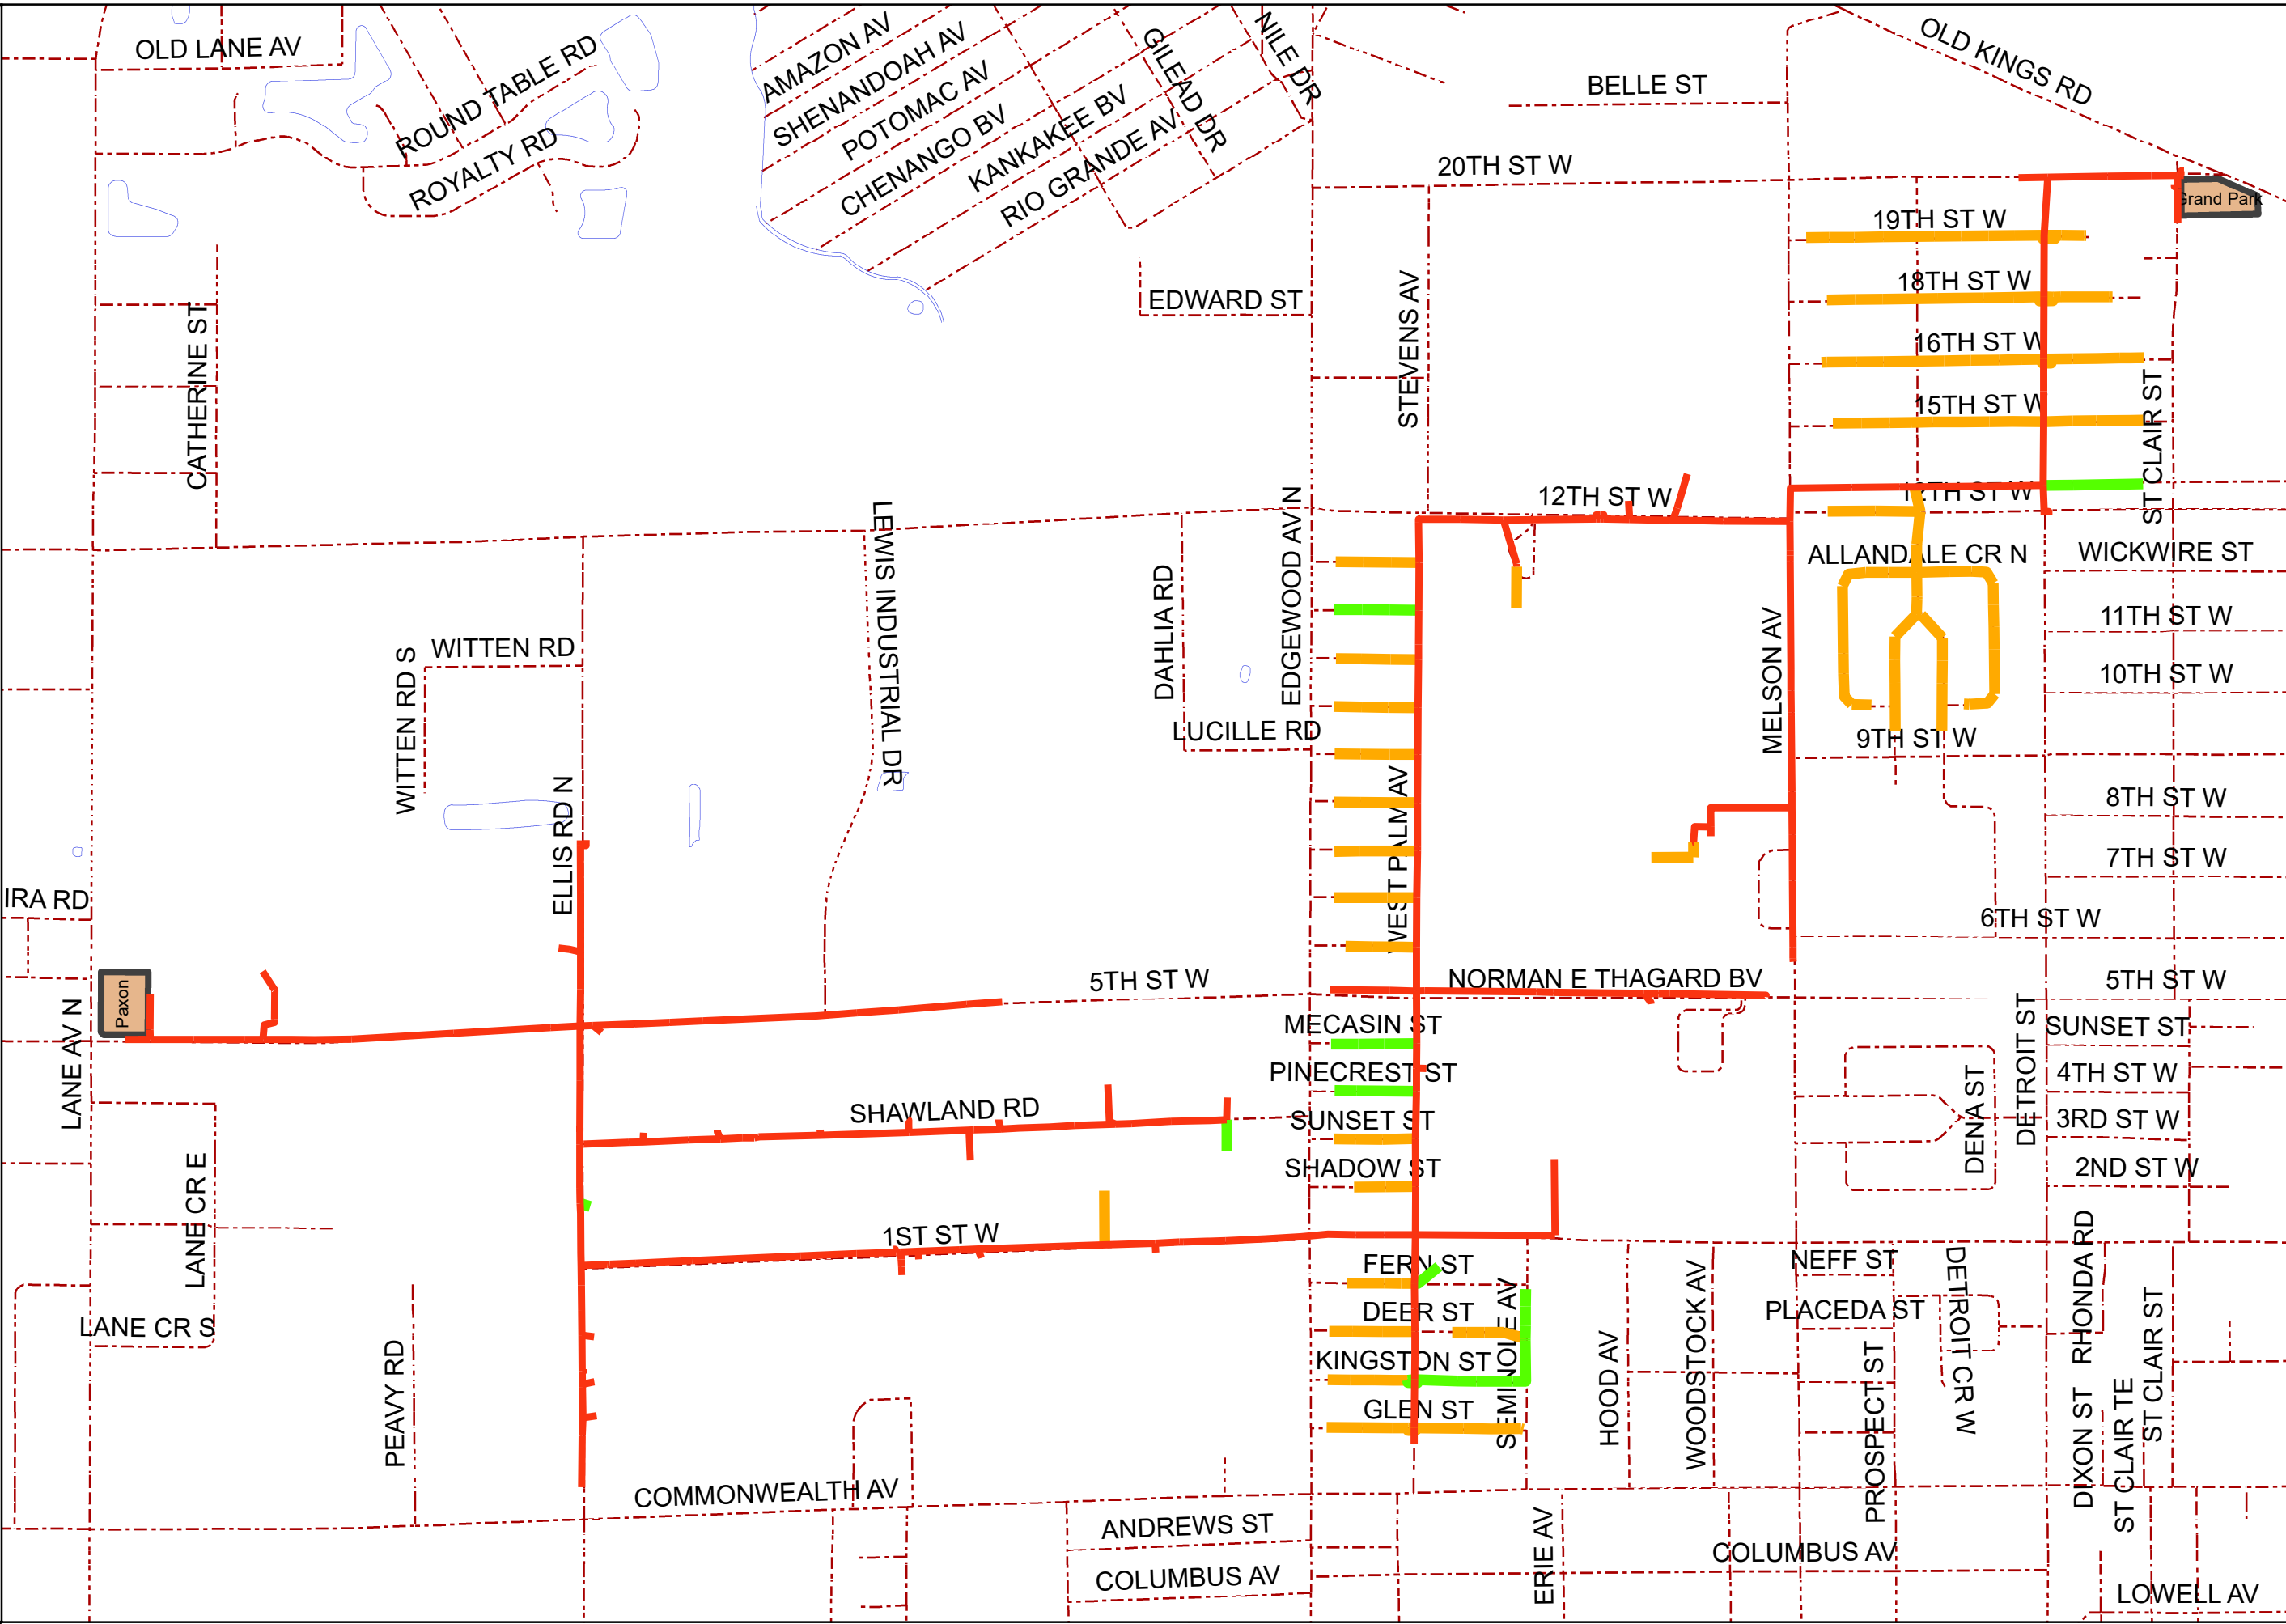 OLD LANE AV
ROUND TABLE RD
ROYALTY RD
AMAZON AV
SHENANDOAH AV
POTOMAC AV
CHENANGO BV
KANKAKEE BV
RIO GRANDE AV
GILEAD DR
NILE DR
BELLE ST
OLD KINGS RD
20TH ST W
Grand Park
19TH ST W
18TH ST W
16TH ST W
15TH ST W
12TH ST W
12TH ST W
EDWARD ST
STEVENS AV
CATHERINE ST
ST CLAIR ST
LEWIS INDUSTRIAL DR
DAHLIA RD
EDGEWOOD AV N
LUCILLE RD
WITTEN RD
WITTEN RD S
ELLIS RD N
ALLANDALE CR N
WICKWIRE ST
11TH ST W
10TH ST W
9TH ST W
8TH ST W
7TH ST W
6TH ST W
5TH ST W
MELSON AV
WEST PALM AV
IRA RD
Paxon
LANE AV N
5TH ST W
NORMAN E THAGARD BV
MECASIN ST
PINECREST ST
SUNSET ST
SHADOW ST
SHAWLAND RD
1ST ST W
DENA ST
DETROIT ST
SUNSET ST
4TH ST W
3RD ST W
2ND ST W
LANE CR E
LANE CR S
PEAVY RD
FERN ST
DEER ST
KINGSTON ST
GLEN ST
SEMINOLE AV
HOOD AV
WOODSTOCK AV
NEFF ST
PLACEDA ST
PROSPECT ST
DETROIT CR W
RHONDA RD
DIXON ST
ST CLAIR TE
ST CLAIR ST
COMMONWEALTH AV
ANDREWS ST
COLUMBUS AV
ERIE AV
COLUMBUS AV
LOWELL AV